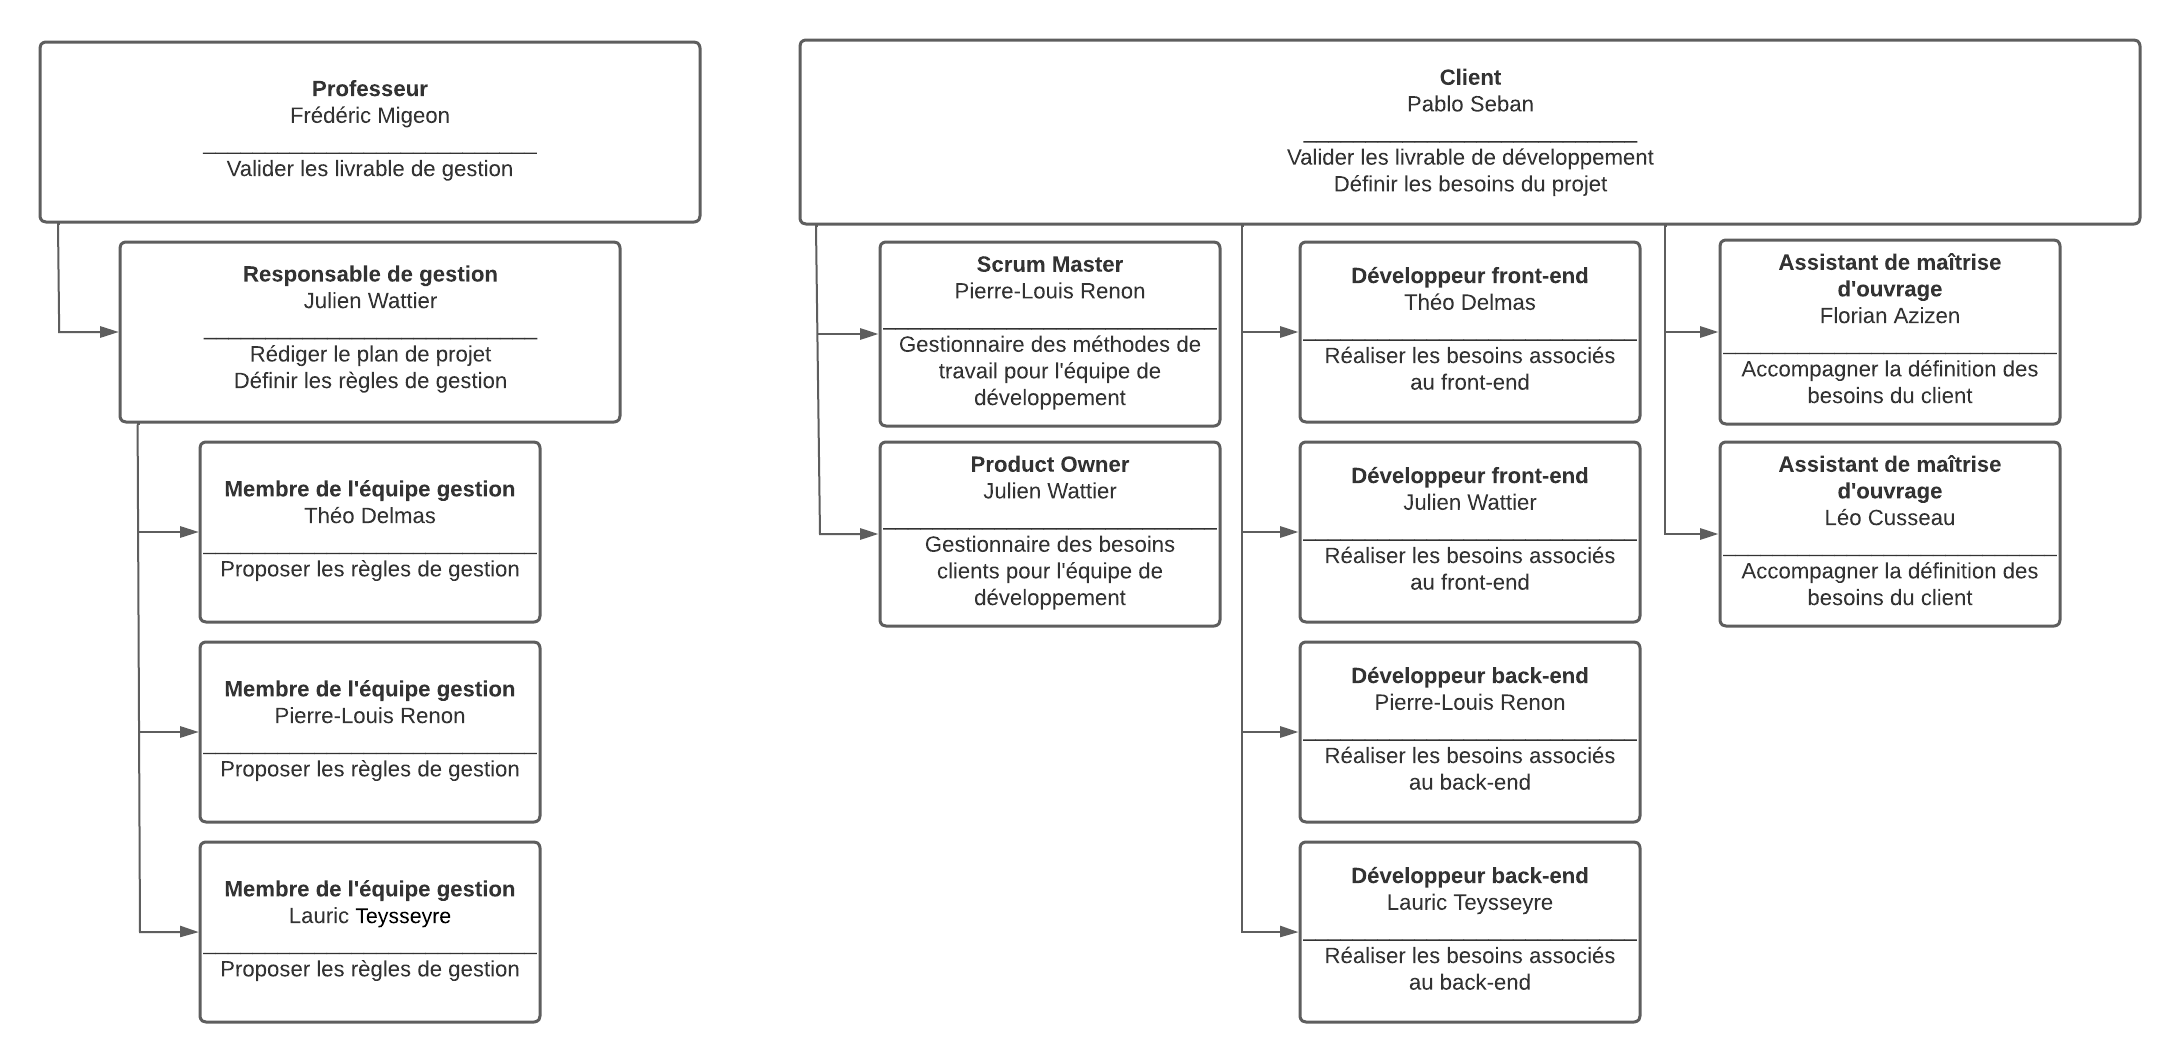 Professeur
Frédéric Migeon
Valider les livrable de gestion
Responsable de gestion
Julien Wattier
Rédiger le plan de projet
Définir les règles de gestion
Membre de l'équipe gestion
Théo Delmas
Proposer les règles de gestion
Membre de l'équipe gestion
Pierre-Louis Renon
Proposer les règles de gestion
Membre de l'équipe gestion
Lauric Teysseyre
Proposer les règles de gestion
Client
Pablo Seban
Valider les livrable de développement
Définir les besoins du projet
Scrum Master
Pierre-Louis Renon
Gestionnaire des méthodes de
travail pour l'équipe de
développement
Product Owner
Julien Wattier
Gestionnaire des besoins
clients pour l'équipe de
développement
Développeur front-end
Théo Delmas
Réaliser les besoins associés
au front-end
Développeur front-end
Julien Wattier
Réaliser les besoins associés
au front-end
Développeur back-end
Pierre-Louis Renon
Réaliser les besoins associés
au back-end
Développeur back-end
Lauric Teysseyre
Réaliser les besoins associés
au back-end
Assistant de maîtrise
d'ouvrage
Florian Azizen
Accompagner la définition des
besoins du client
Assistant de maîtrise
d'ouvrage
Léo Cusseau
Accompagner la définition des
besoins du client